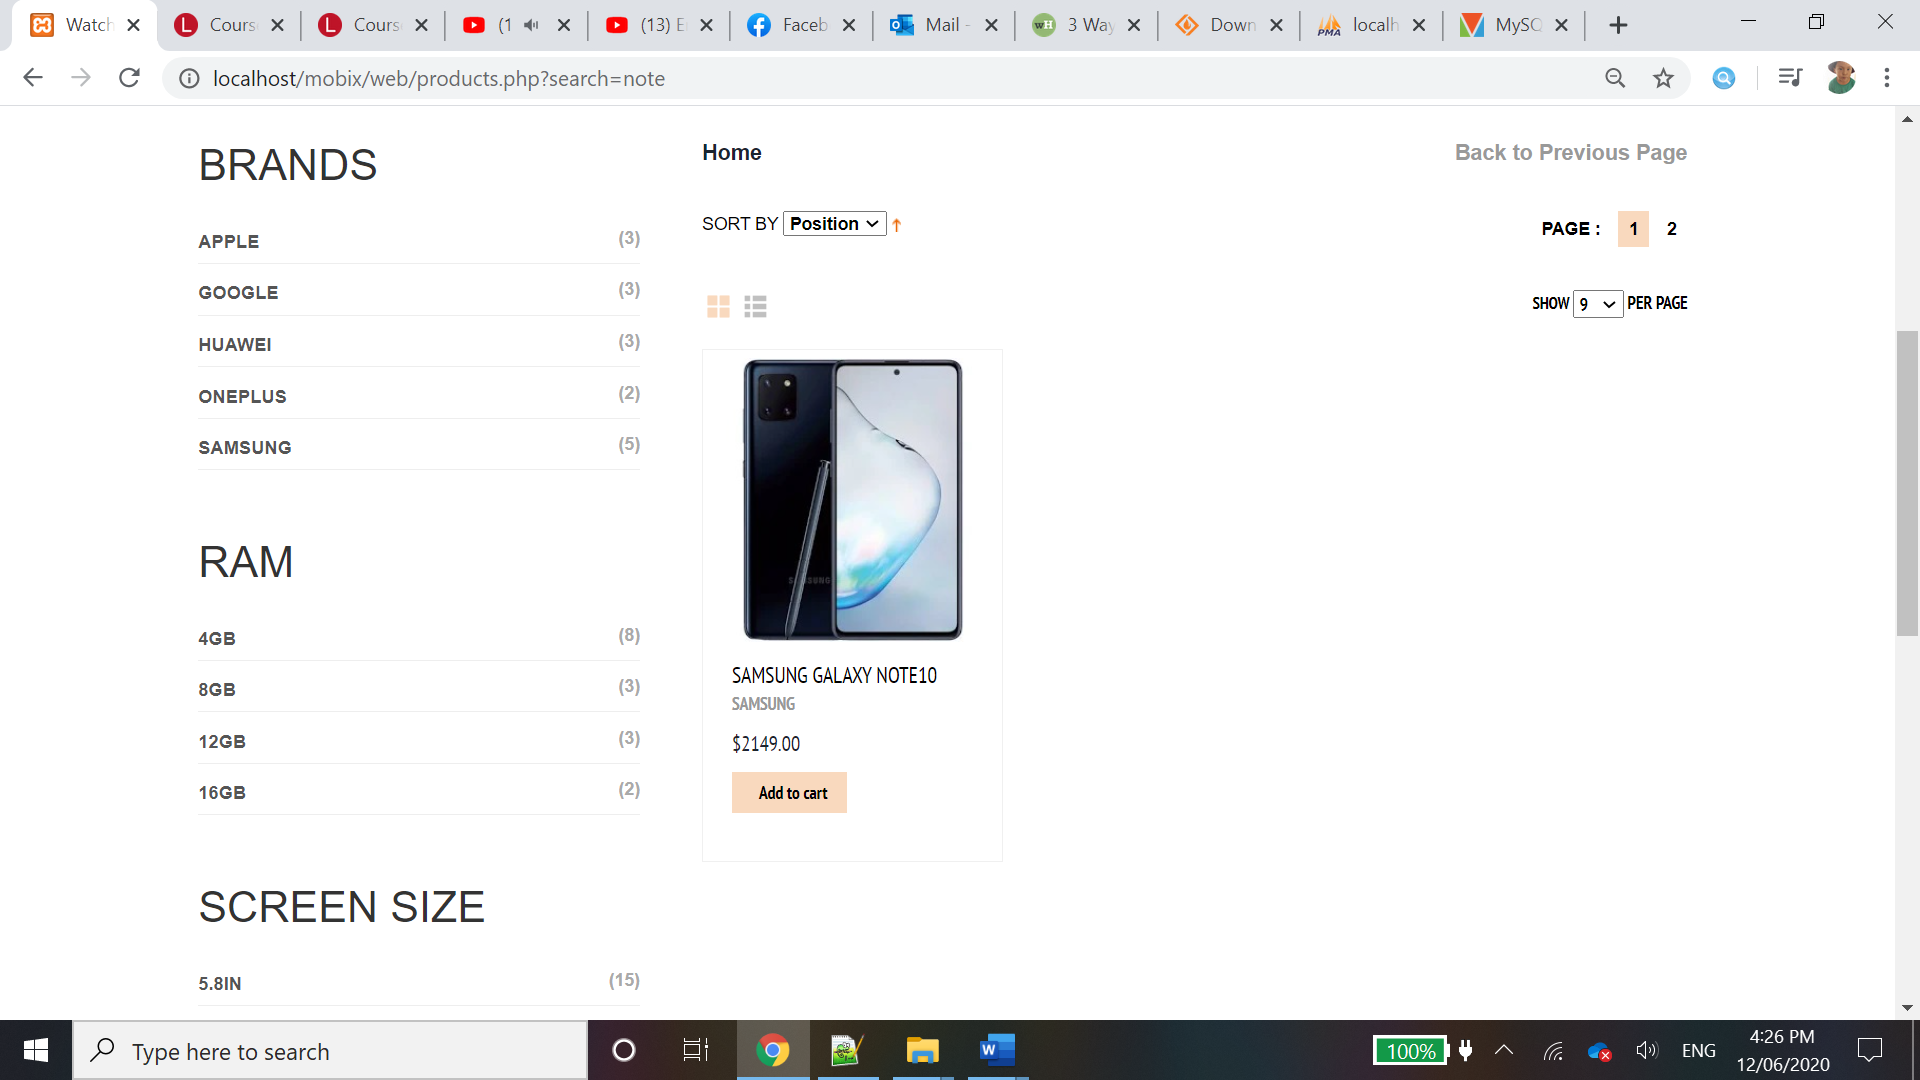 Watch
Cours
Cours
(1
(13) E
Faceb
Mail -
3 Way
Down
localh
MySQ
localhost/mobix/web/products.php?search=note
BRANDS
APPLE (3)
GOOGLE (3)
HUAWEI (3)
ONEPLUS (2)
SAMSUNG (5)
RAM
4GB (8)
8GB (3)
12GB (3)
16GB (2)
SCREEN SIZE
5.8IN (15)
Home
Back to Previous Page
SORT BY Position
PAGE : 1 2
SHOW 9 PER PAGE
SAMSUNG
SAMSUNG GALAXY NOTE10
SAMSUNG
$2149.00
Add to cart
Type here to search
100%
ENG
4:26 PM
12/06/2020